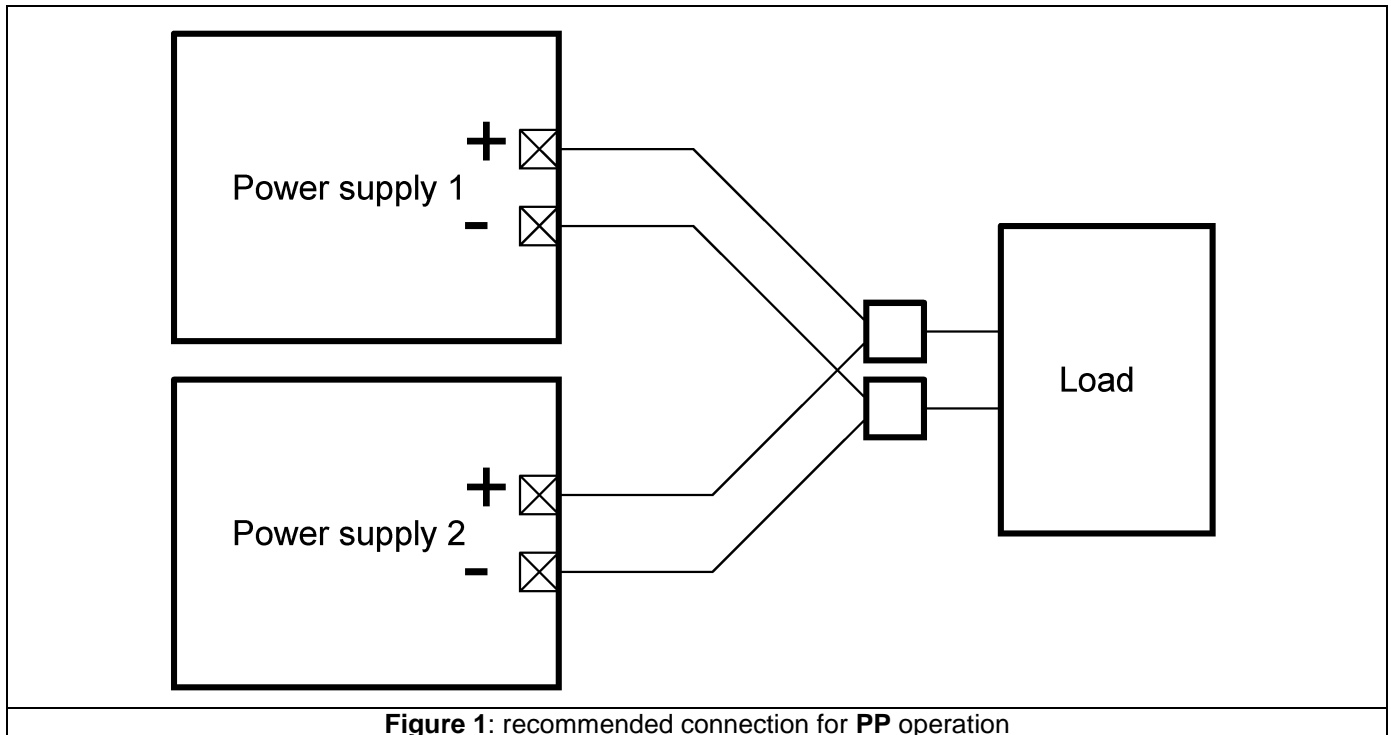 +
Power supply 1
-
Load
+
Power supply 2
-
Figure 1: recommended connection for PP operation